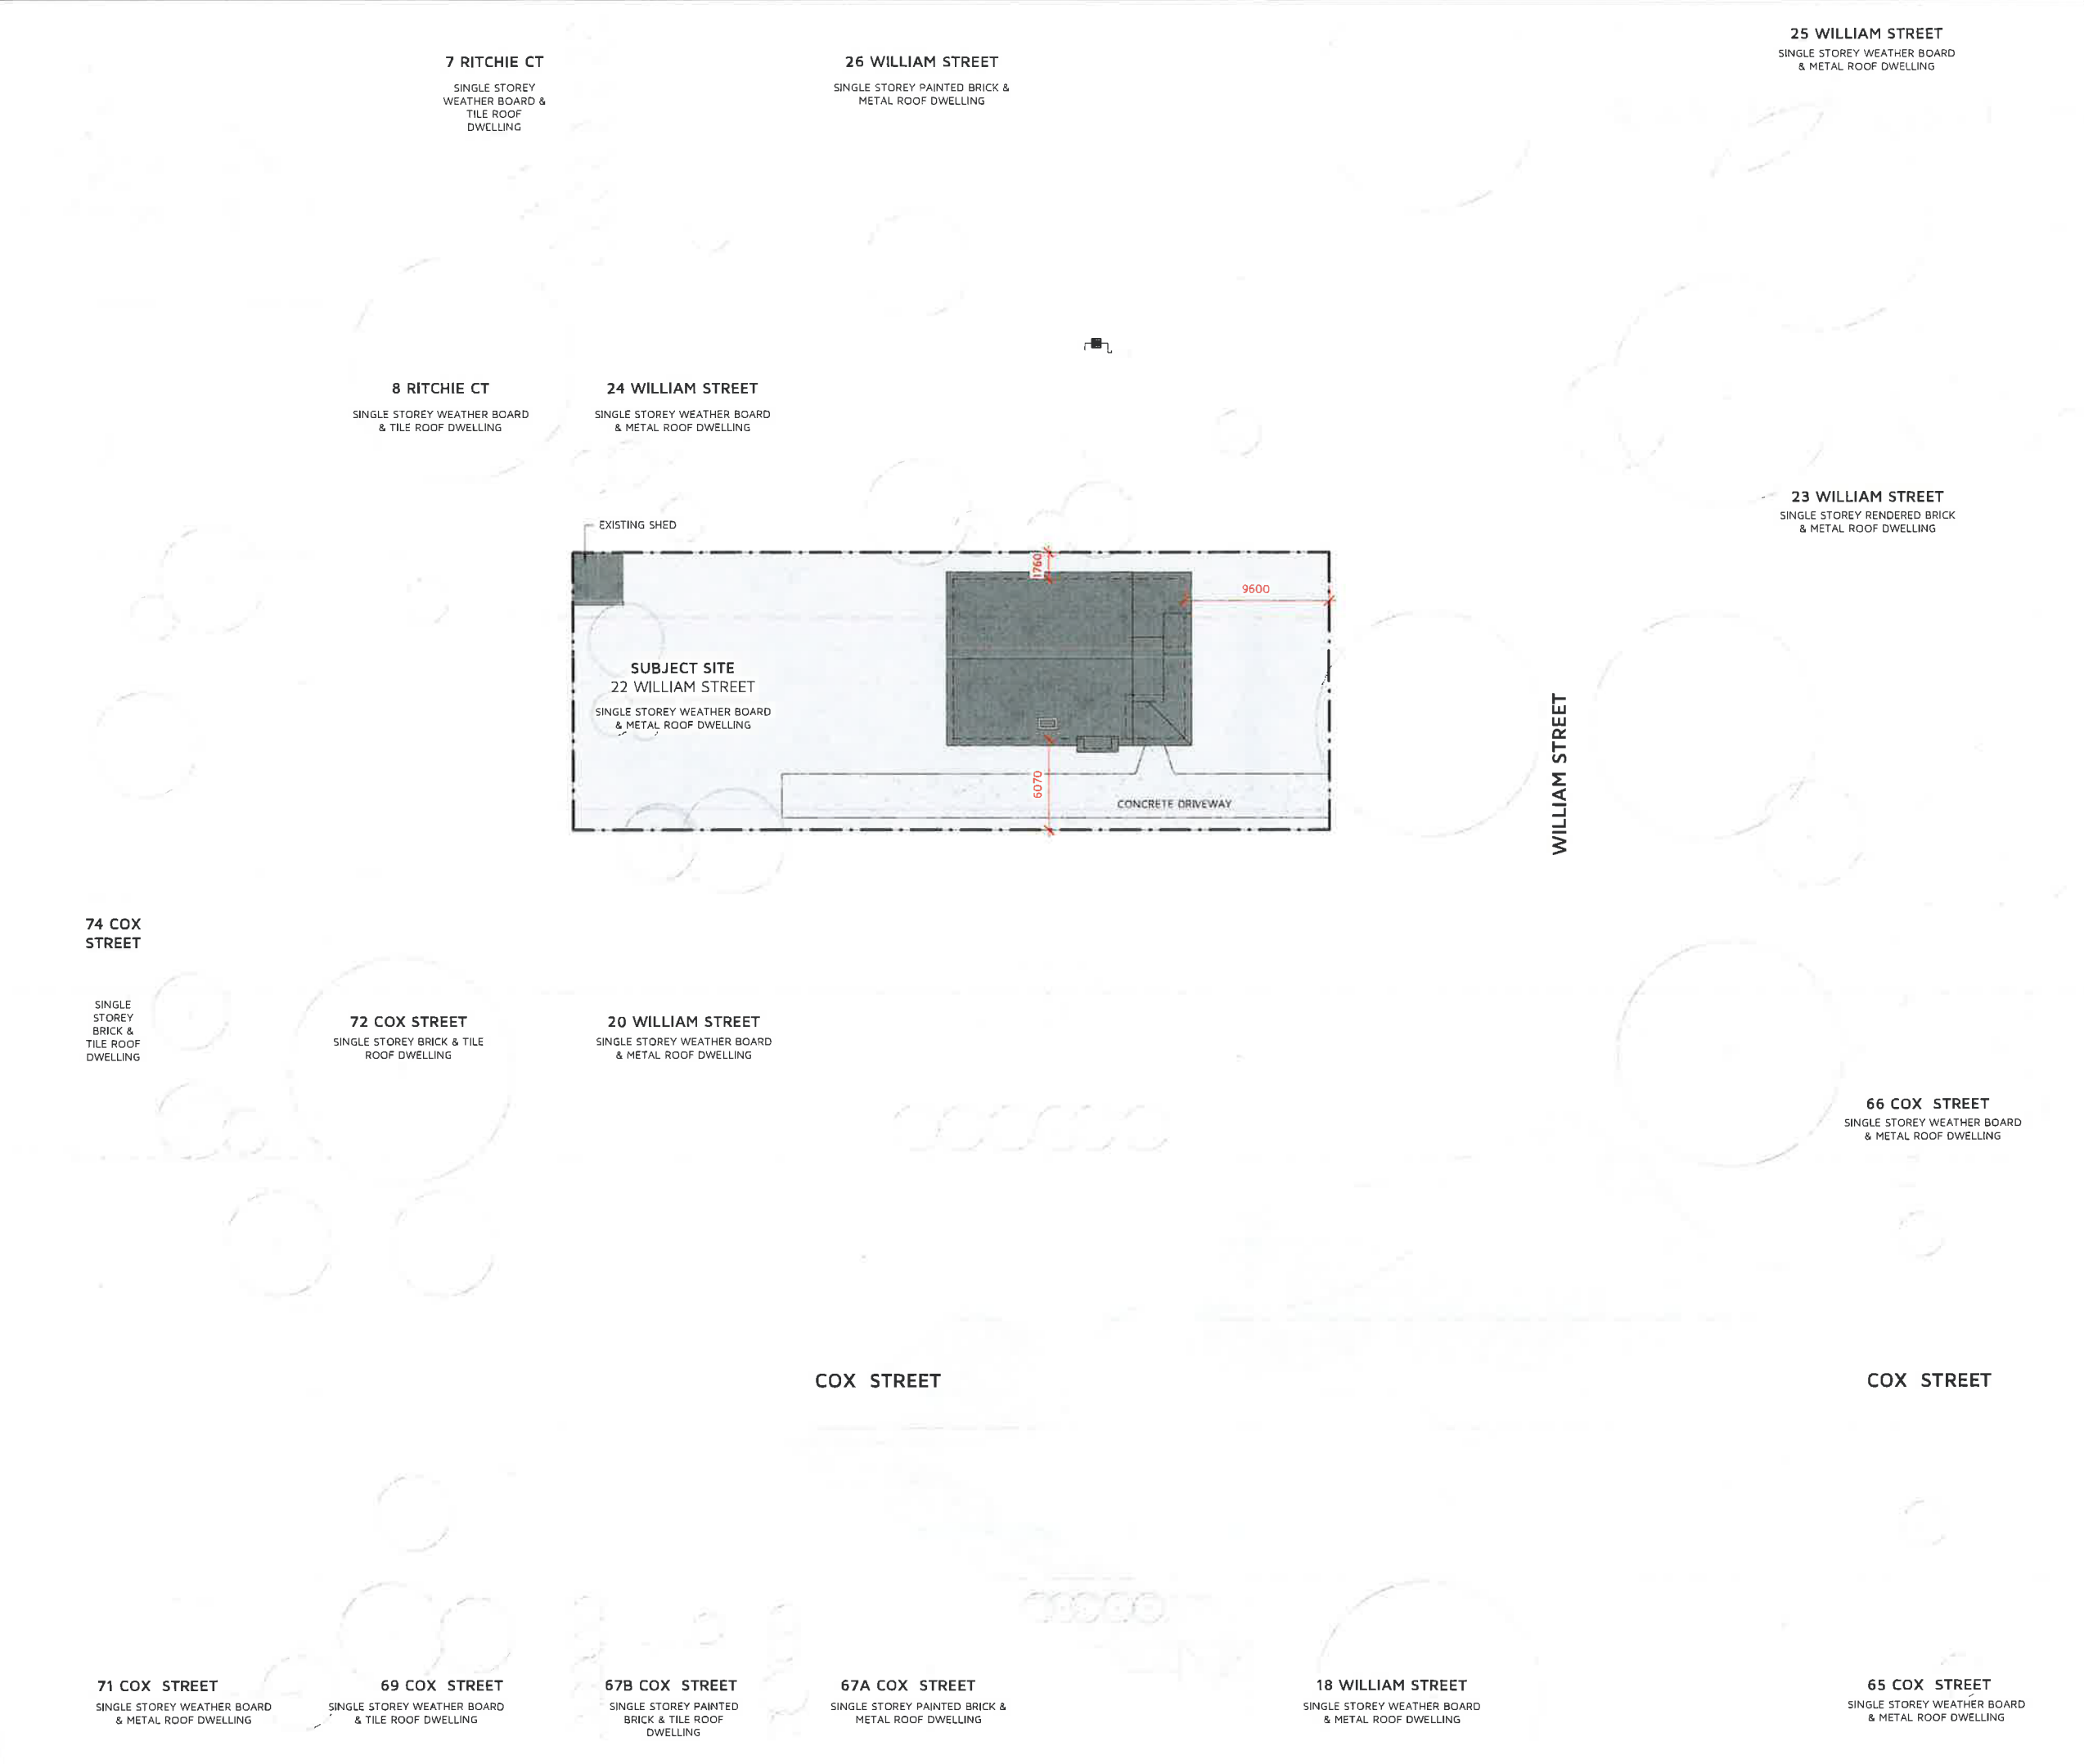 25 WILLIAM STREET
SINGLE STOREY WEATHER BOARD
& METAL ROOF DWELLING
7 RITCHIE CT
SINGLE STOREY
WEATHER BOARD &
TILE ROOF
DWELLING
26 WILLIAM STREET
SINGLE STOREY PAINTED BRICK &
METAL ROOF DWELLING
8 RITCHIE CT
SINGLE STOREY WEATHER BOARD
& TILE ROOF DWELLING
24 WILLIAM STREET
SINGLE STOREY WEATHER BOARD
& METAL ROOF DWELLING
23 WILLIAM STREET
SINGLE STOREY RENDERED BRICK
& METAL ROOF DWELLING
EXISTING SHED
1760
9600
SUBJECT SITE
22 WILLIAM STREET
SINGLE STOREY WEATHER BOARD
& METAL ROOF DWELLING
6070
CONCRETE DRIVEWAY
WILLIAM STREET
74 COX
STREET
SINGLE
STOREY
BRICK &
TILE ROOF
DWELLING
72 COX STREET
SINGLE STOREY BRICK & TILE
ROOF DWELLING
20 WILLIAM STREET
SINGLE STOREY WEATHER BOARD
& METAL ROOF DWELLING
66 COX STREET
SINGLE STOREY WEATHER BOARD
& METAL ROOF DWELLING
COX STREET
COX STREET
71 COX STREET
SINGLE STOREY WEATHER BOARD
& METAL ROOF DWELLING
69 COX STREET
SINGLE STOREY WEATHER BOARD
& TILE ROOF DWELLING
67B COX STREET
SINGLE STOREY PAINTED
BRICK & TILE ROOF
DWELLING
67A COX STREET
SINGLE STOREY PAINTED BRICK &
METAL ROOF DWELLING
18 WILLIAM STREET
SINGLE STOREY WEATHER BOARD
& METAL ROOF DWELLING
65 COX STREET
SINGLE STOREY WEATHER BOARD
& METAL ROOF DWELLING